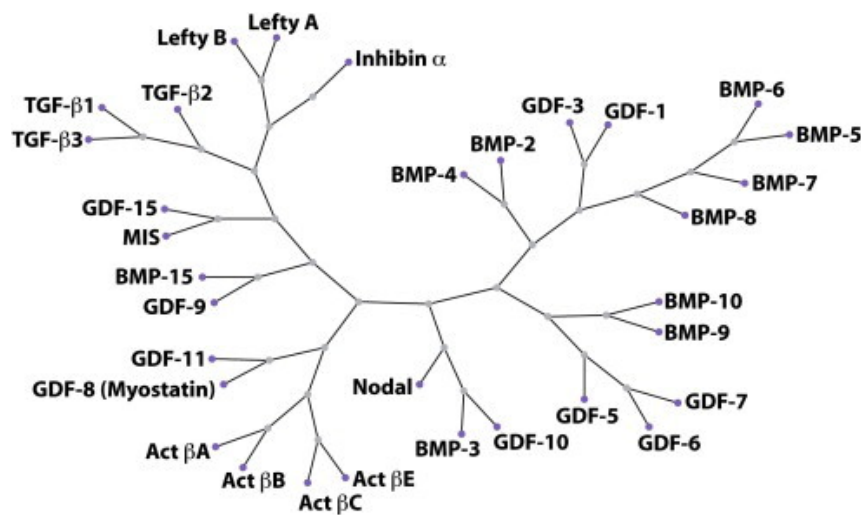 Lefty B
Lefty A
Inhibin α
TGF-β1
TGF-β2
TGF-β3
GDF-15
MIS
BMP-15
GDF-9
GDF-11
GDF-8 (Myostatin)
Act βA
Act βB
Act βC
Act βE
Nodal
BMP-3
GDF-10
GDF-5
GDF-6
GDF-7
BMP-9
BMP-10
BMP-4
BMP-2
GDF-3
GDF-1
BMP-6
BMP-5
BMP-7
BMP-8